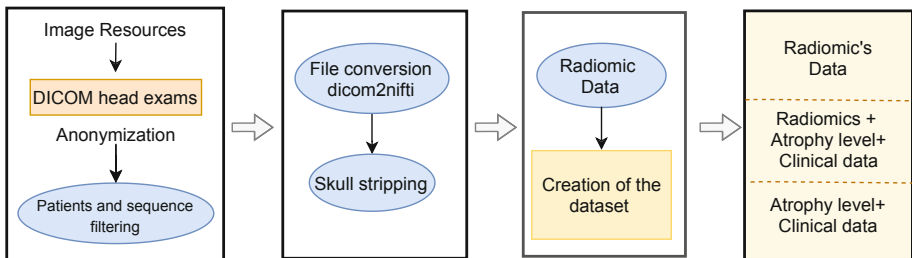 Image Resources
DICOM head exams
Anonymization
Patients and sequence
filtering
File conversion
dicom2nifti
Skull stripping
Radiomic
Data
Creation of the
dataset
Radiomic's
Data
Radiomics +
Atrophy level+
Clinical data
Atrophy level+
Clinical data